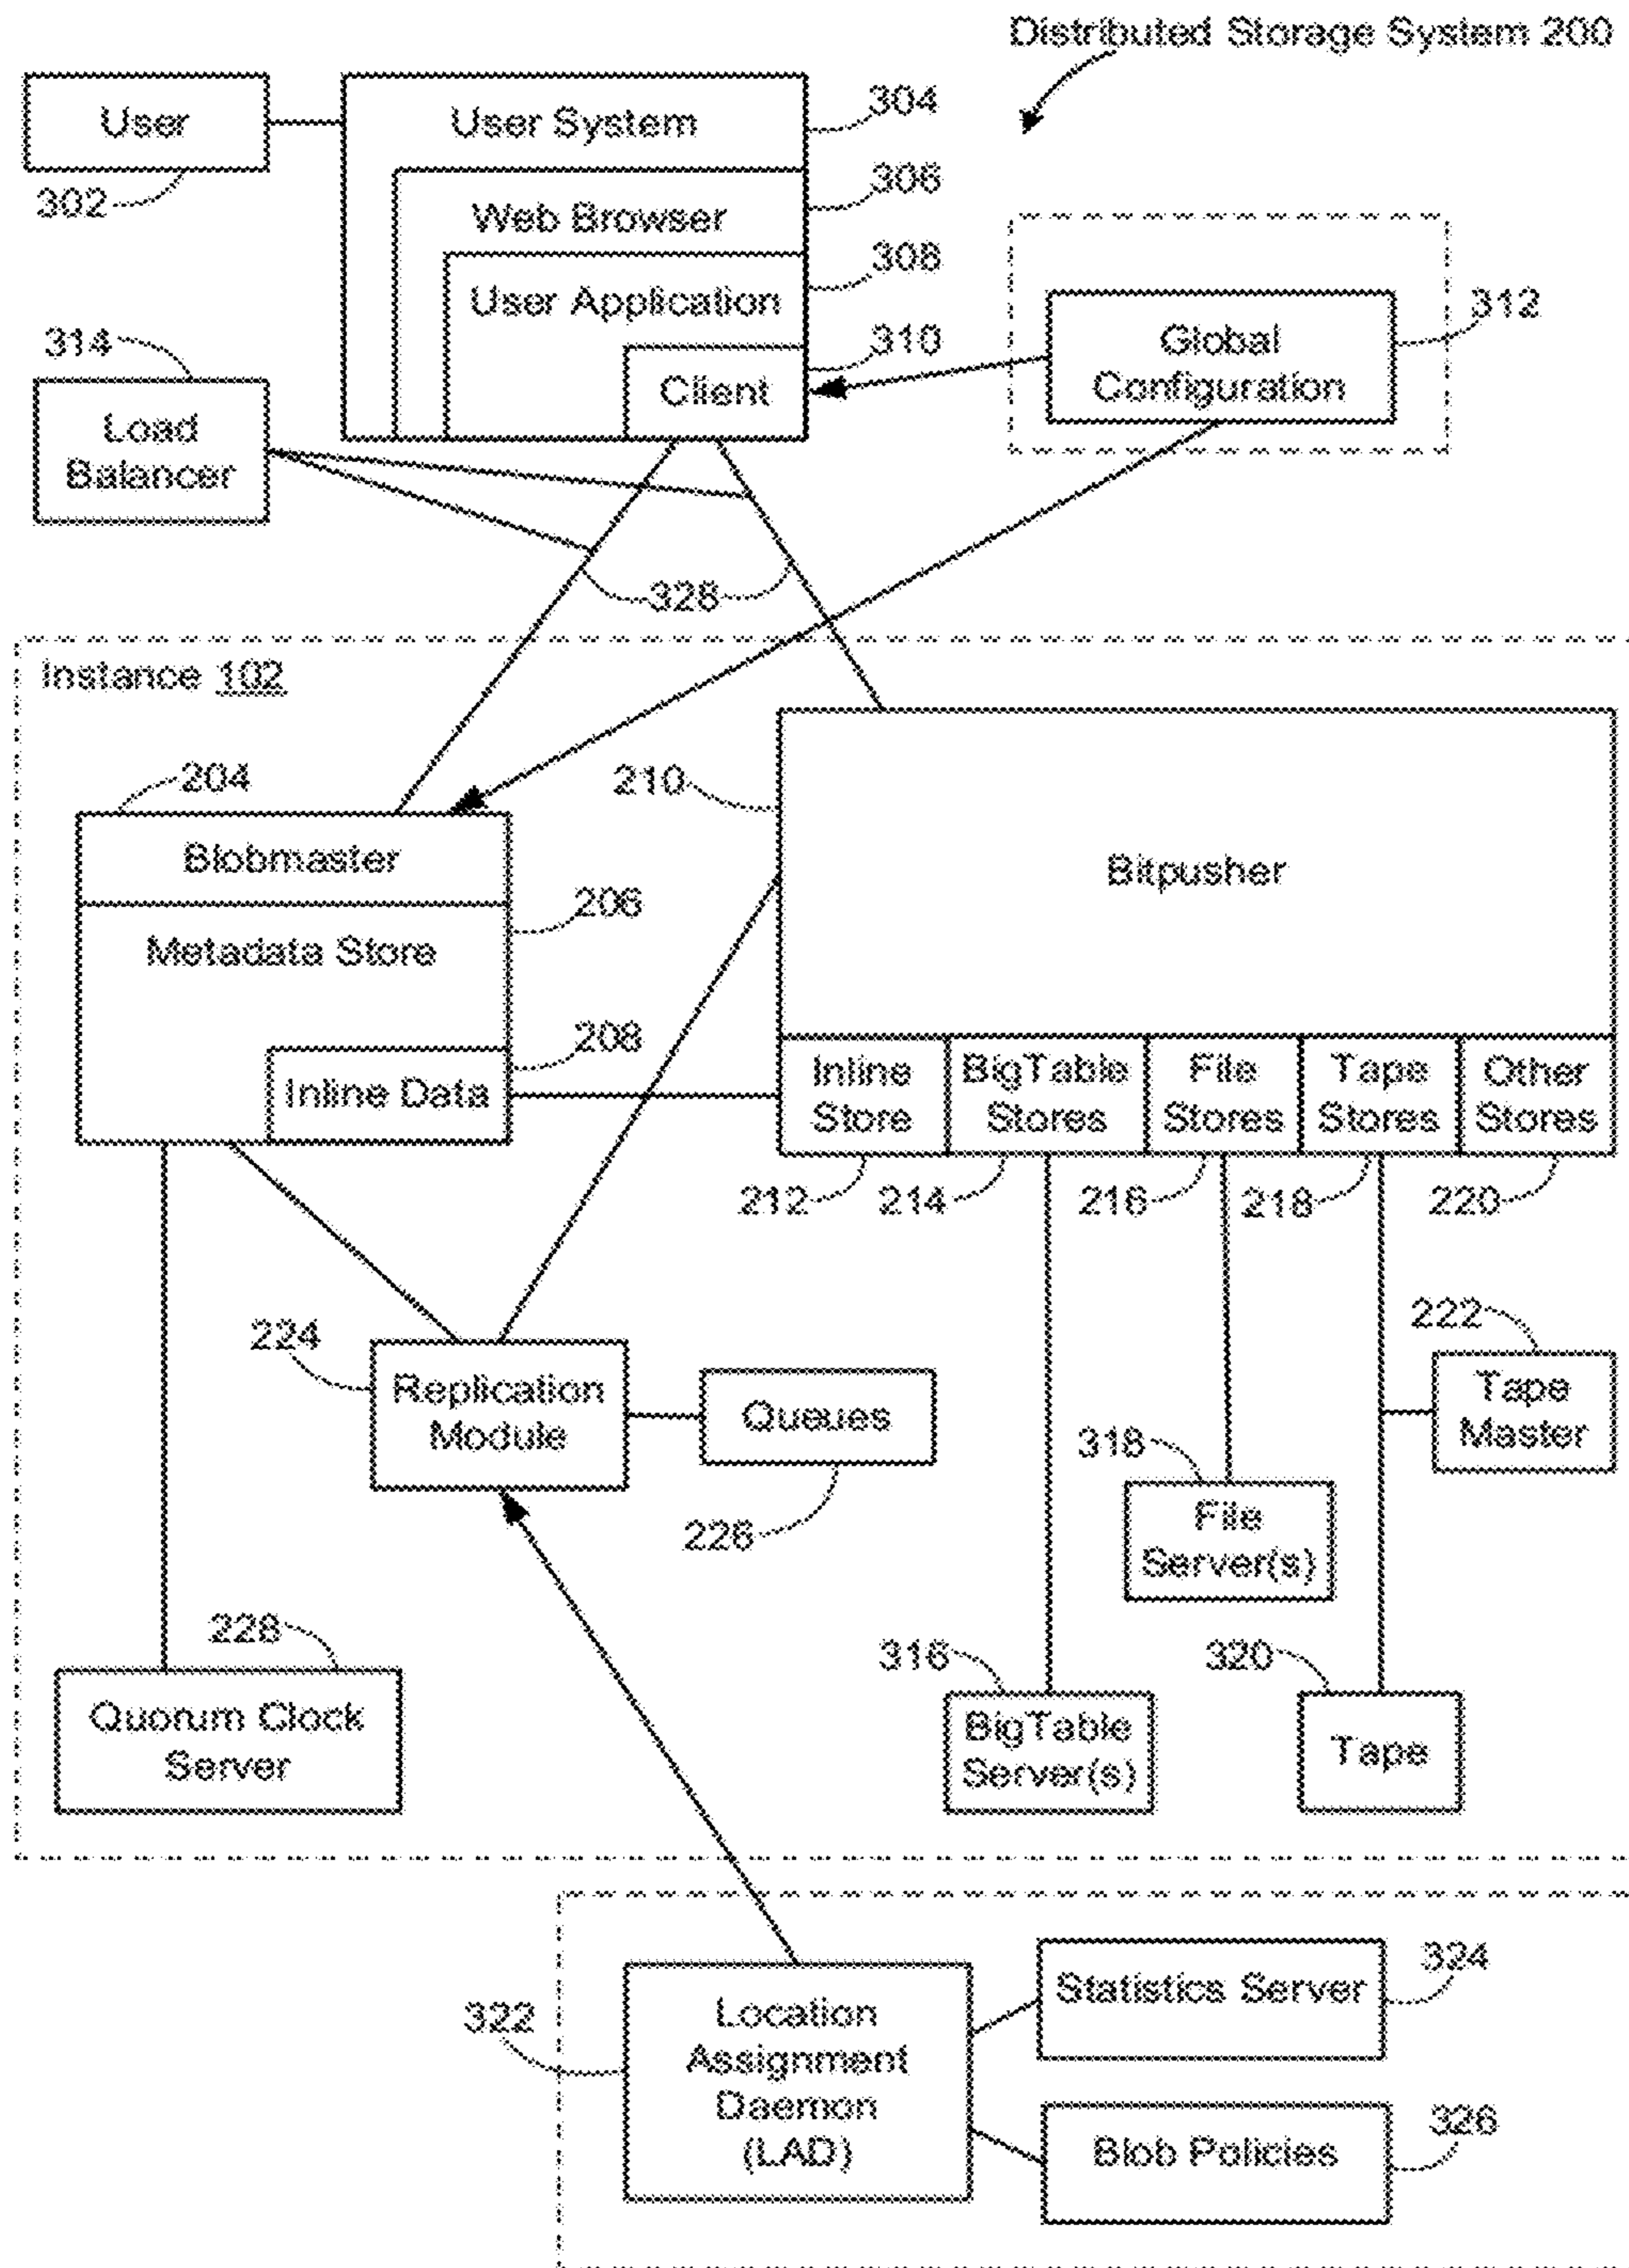 Distributed Storage System 200
User
302
User System
304
Web Browser
306
User Application
308
Client
310
Global
Configuration
312
314
Load
Balancer
328
Instance 102
204
Blobmaster
206
Metadata Store
208
Inline Data
210
Bitpusher
Inline
Store
BigTable
Stores
File
Stores
Tape
Stores
Other
Stores
212
214
216
218
220
224
Replication
Module
Queues
226
222
Tape
Master
318
File
Server(s)
228
Quorum Clock
Server
316
BigTable
Server(s)
320
Tape
322
Location
Assignment
Daemon
(LAD)
Statistics Server
324
Blob Policies
326